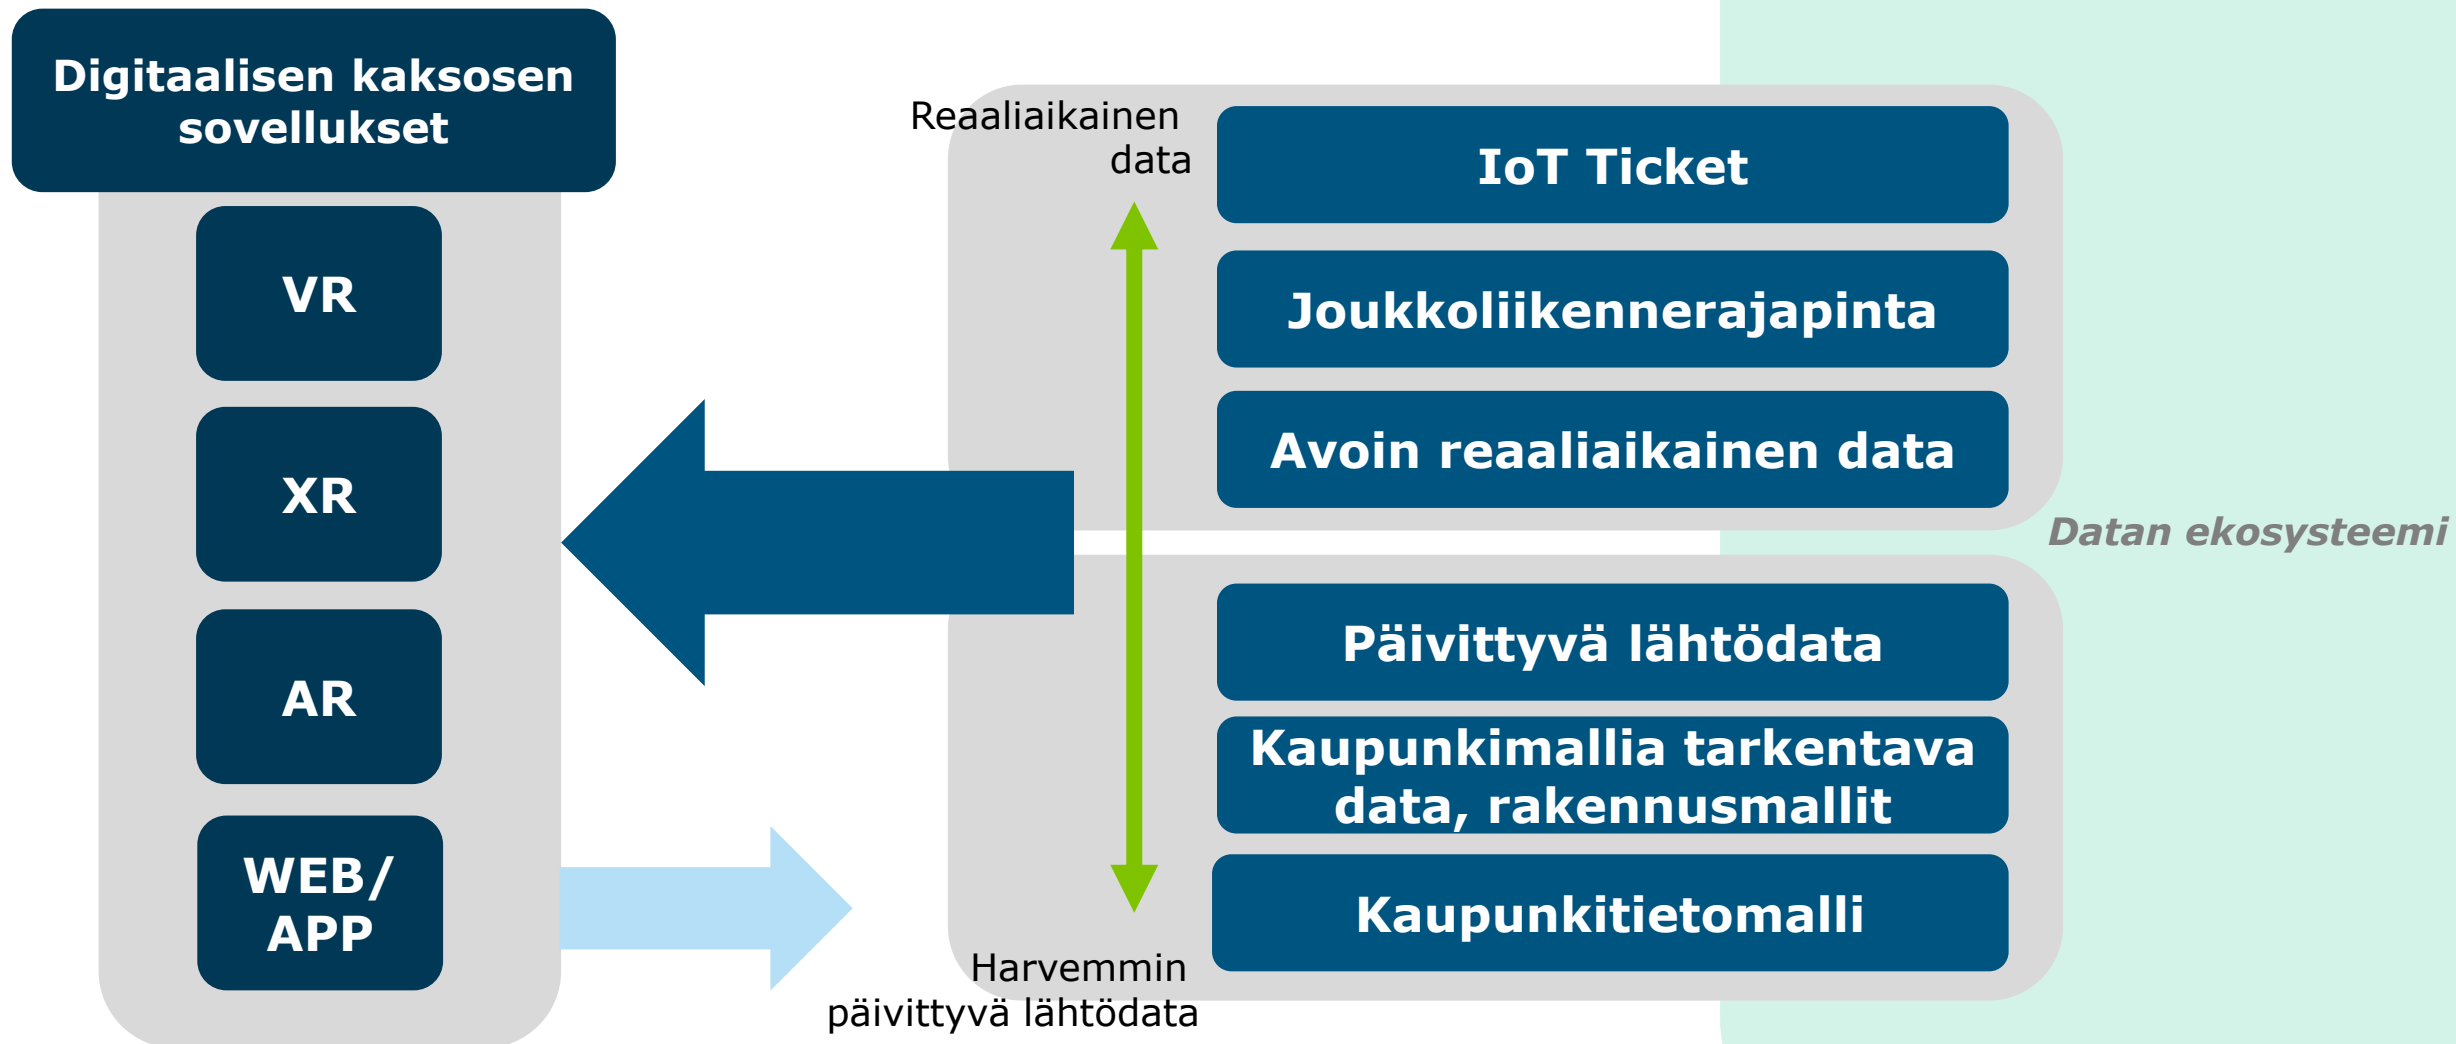 Digitaalisen kaksosen
sovellukset
VR
XR
AR
WEB/
APP
Reaaliaikainen
data
Harvemmin
päivittyvä lähtödata
IoT Ticket
Joukkoliikennerajapinta
Avoin reaaliaikainen data
Päivittyvä lähtödata
Kaupunkimallia tarkentava
data, rakennusmallit
Kaupunkitietomalli
Datan ekosysteemi